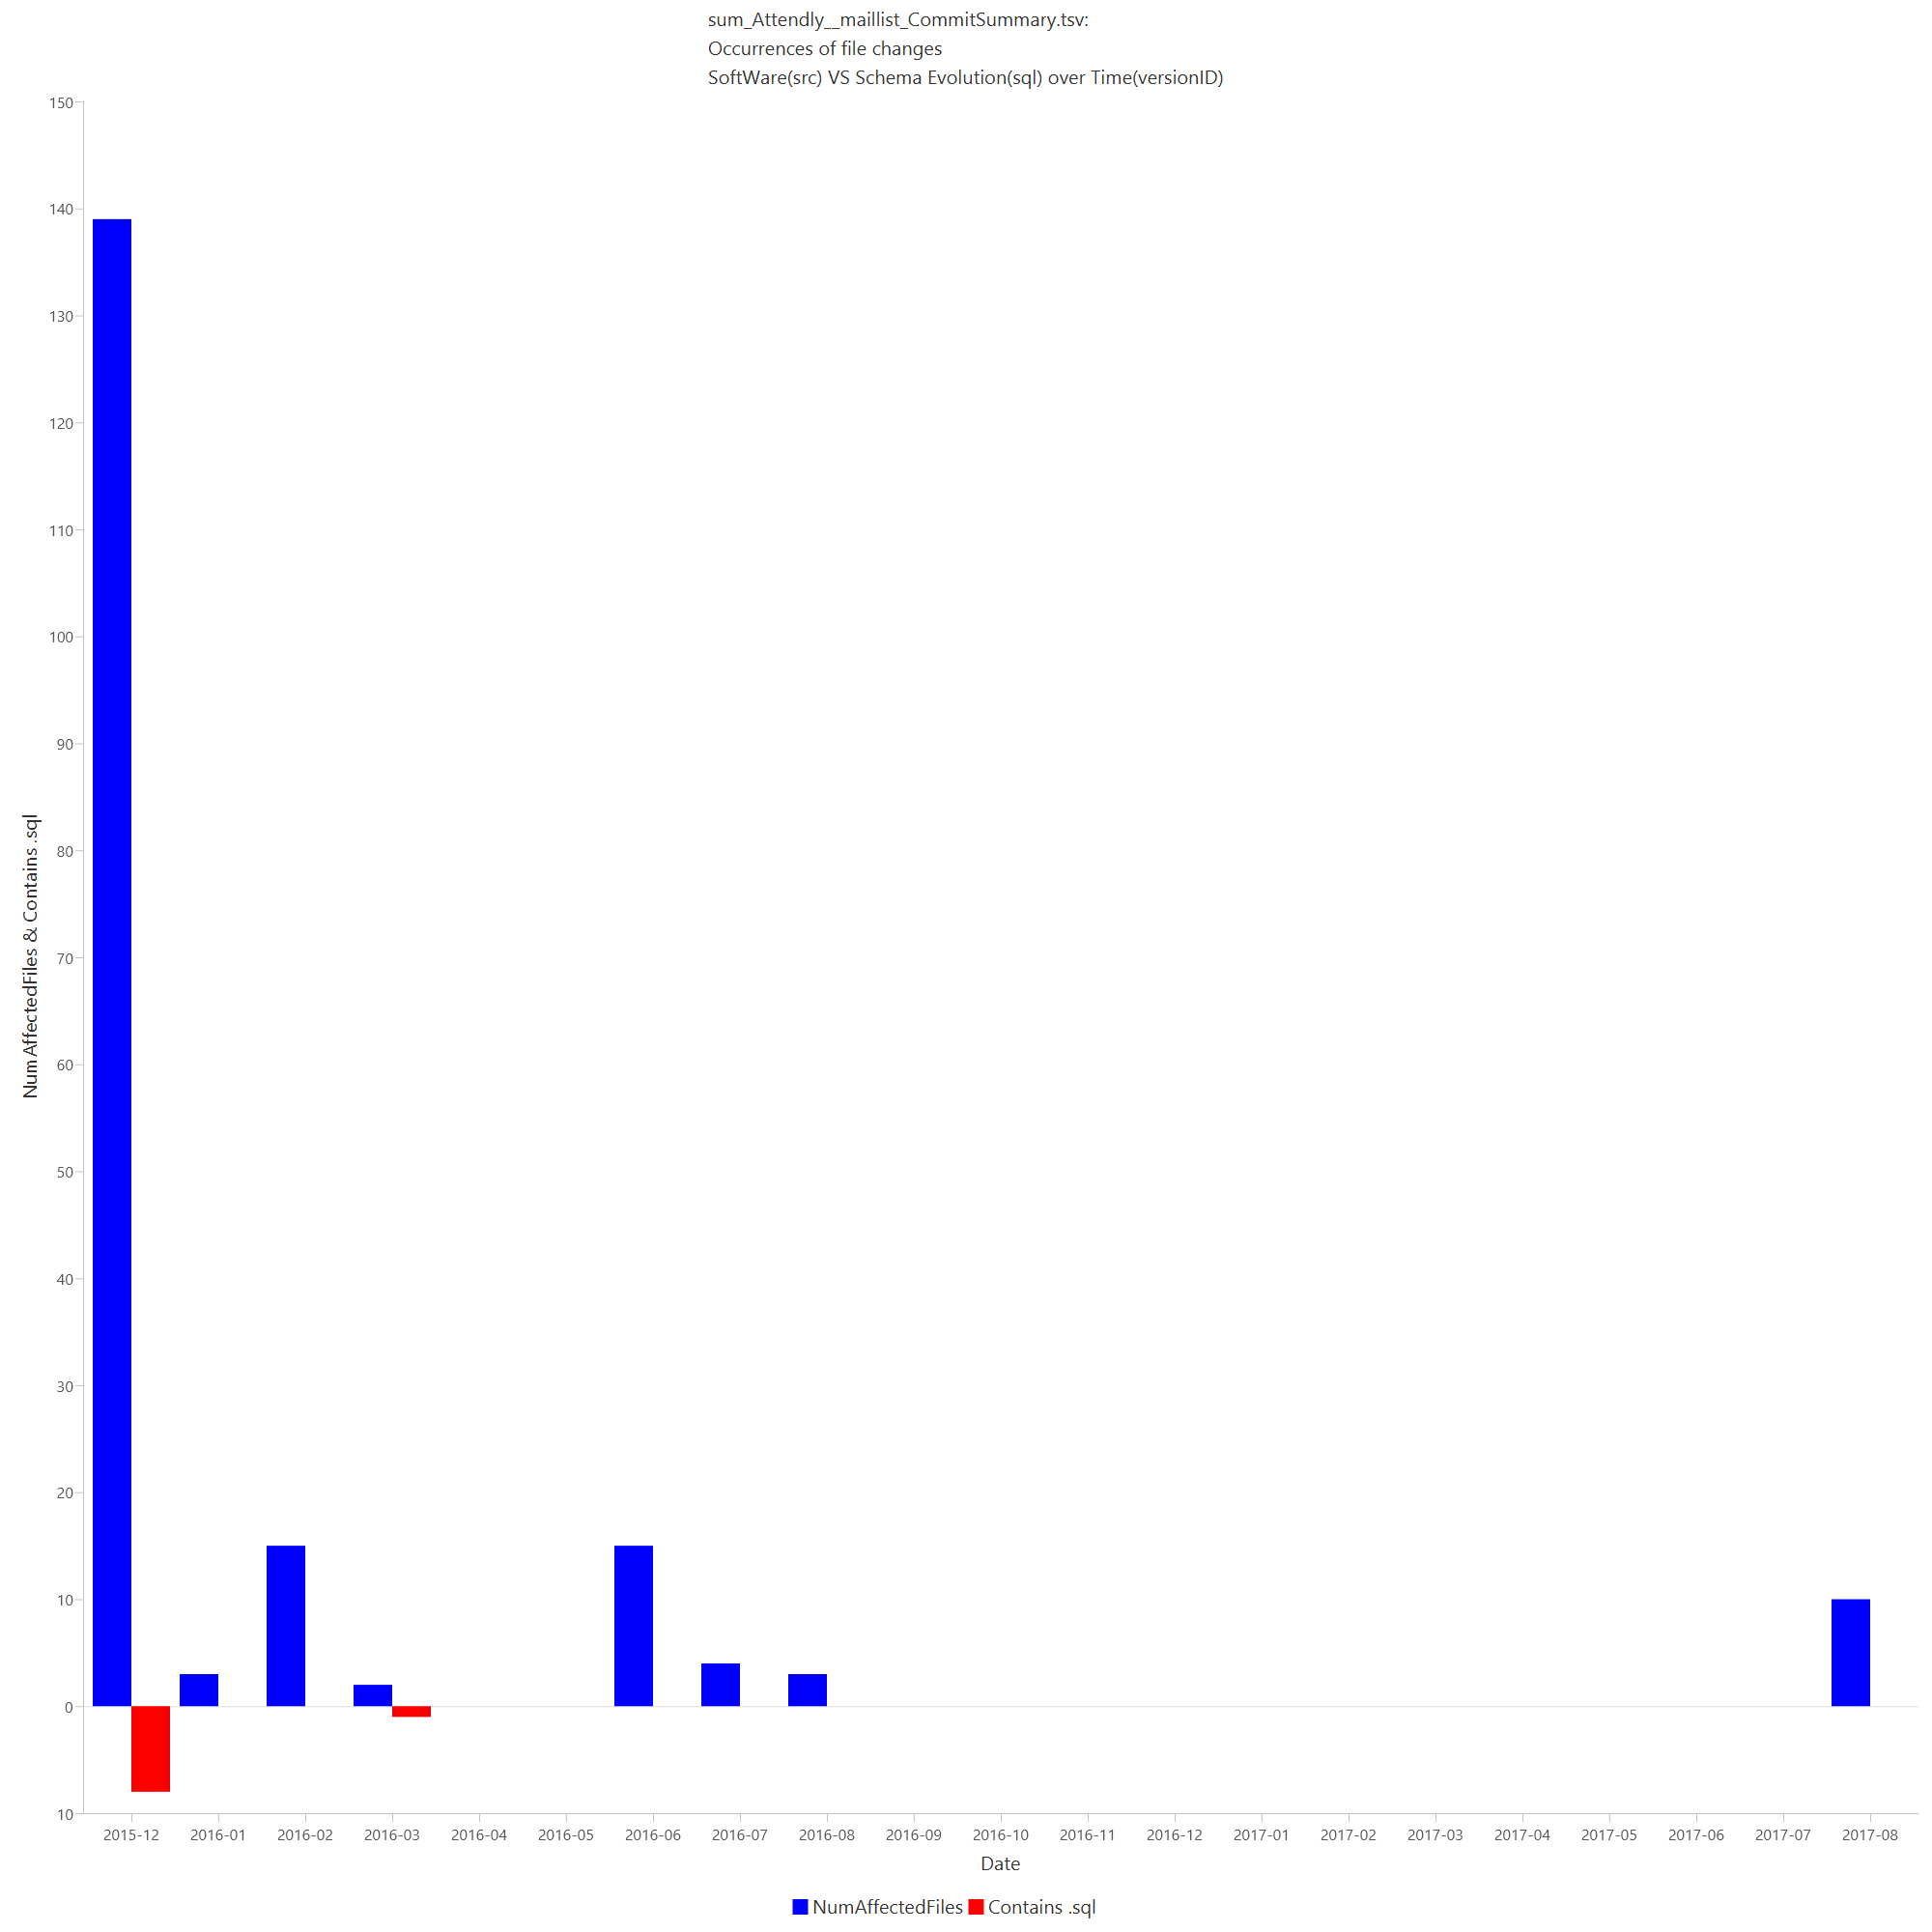 sum_Attendly__maillist_CommitSummary.tsv:
Occurrences of file changes
SoftWare(src) VS Schema Evolution(sql) over Time(versionID)
150
140
130
120
110
100
90
80
70
60
50
40
30
20
10
0
10
NumAffectedFiles & Contains .sql
2015-12 2016-01 2016-02 2016-03 2016-04 2016-05 2016-06 2016-07 2016-08 2016-09 2016-10 2016-11 2016-12 2017-01 2017-02 2017-03 2017-04 2017-05 2017-06 2017-07 2017-08
Date
NumAffectedFiles Contains .sql